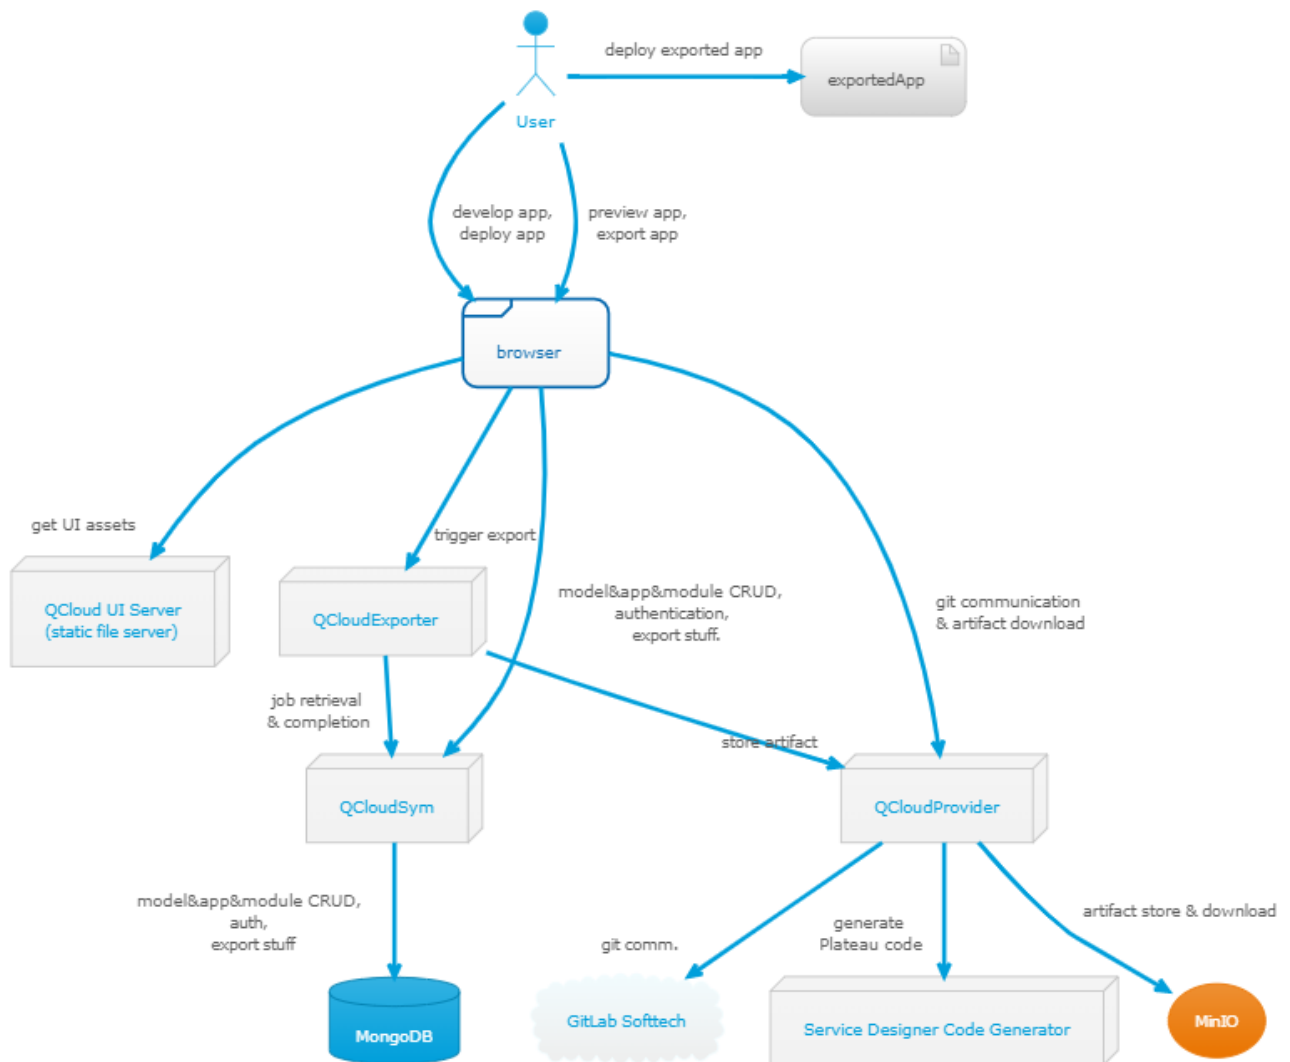 deploy exported app
exportedApp
User
develop app,
deploy app
preview app,
export app
browser
get UI assets
trigger export
QCloud UI Server
(static file server)
QCloudExporter
model&app&module CRUD,
authentication,
export stuff.
git communication
& artifact download
job retrieval
& completion
store artifact
QCloudSym
QCloudProvider
model&app&module CRUD,
auth,
export stuff
git comm.
generate
Plateau code
artifact store & download
MongoDB
GitLab Softtech
Service Designer Code Generator
MinIO